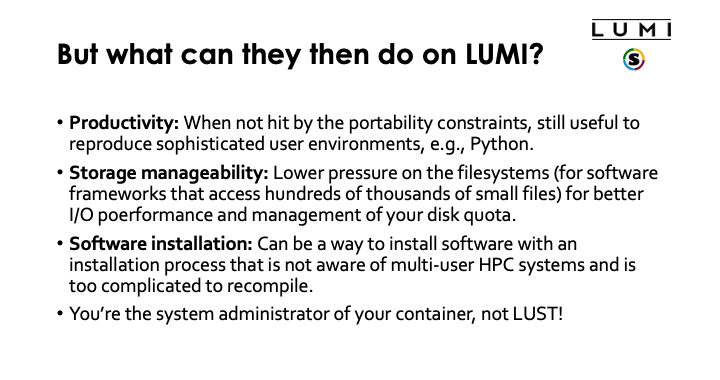 LUMI
But what can they then do on LUMI?
• Productivity: When not hit by the portability constraints, still useful to
reproduce sophisticated user environments, e.g., Python.
• Storage manageability: Lower pressure on the filesystems (for software
frameworks that access hundreds of thousands of small files) for better
I/O poerformance and management of your disk quota.
• Software installation: Can be a way to install software with an
installation process that is not aware of multi-user HPC systems and is
too complicated to recompile.
• You’re the system administrator of your container, not LUST!